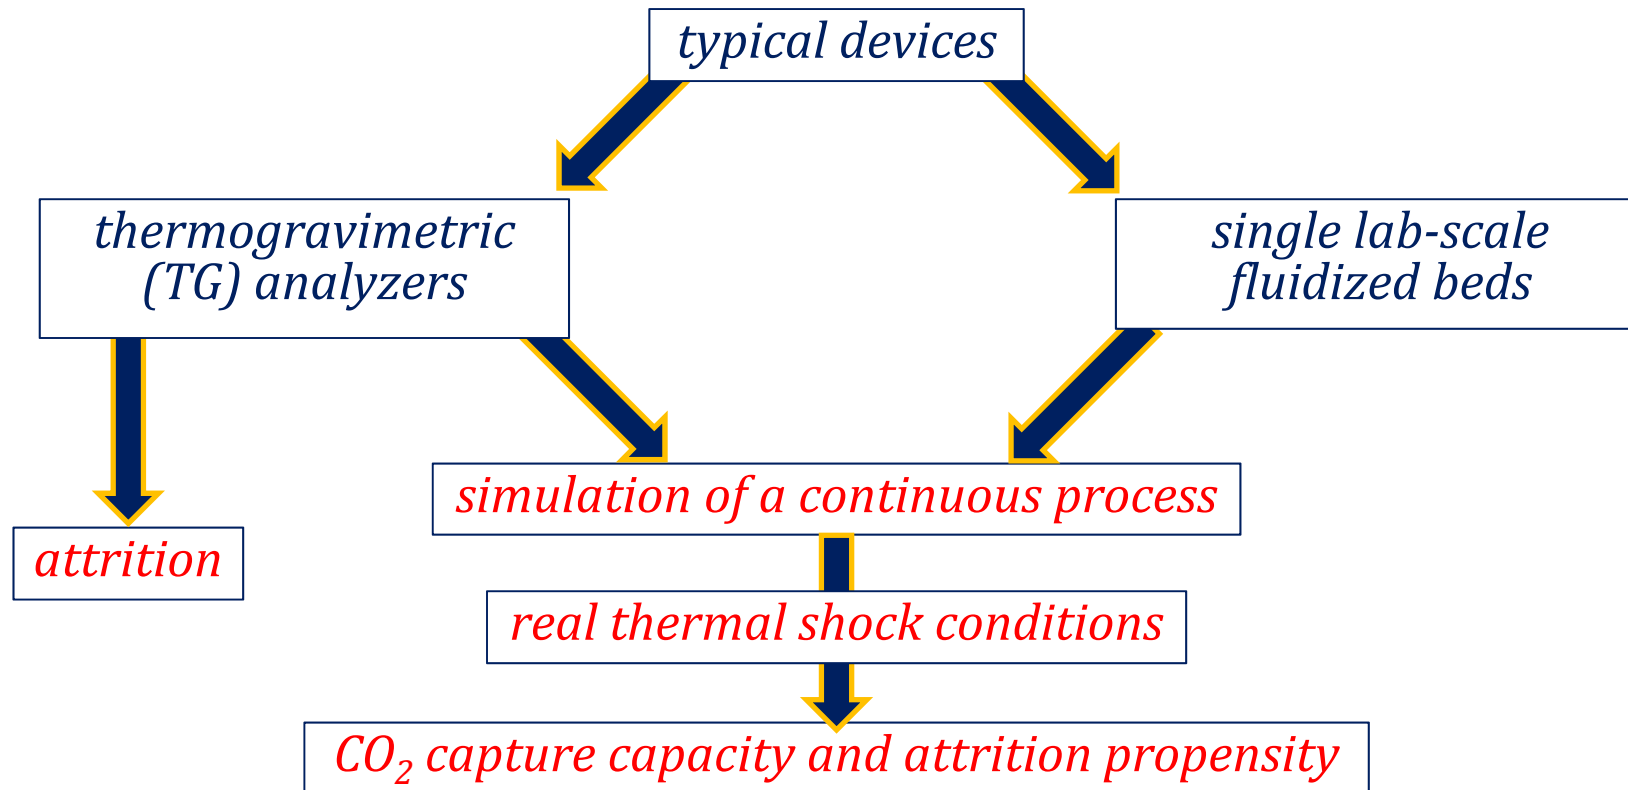 typical devices
thermogravimetric
(TG) analyzers
single lab-scale
fluidized beds
simulation of a continuous process
attrition
real thermal shock conditions
CO₂ capture capacity and attrition propensity